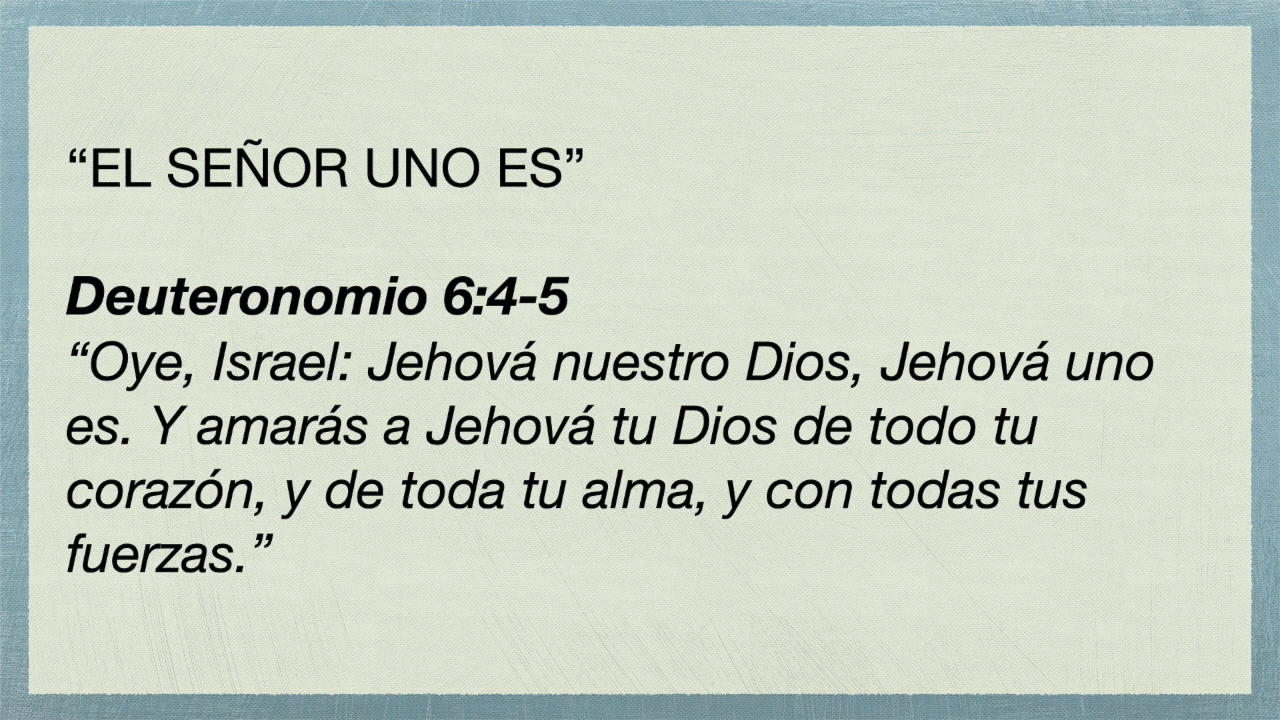 “EL SEÑOR UNO ES”
Deuteronomio 6:4-5
“Oye, Israel: Jehová nuestro Dios, Jehová uno
es. Y amarás a Jehová tu Dios de todo tu
corazón, y de toda tu alma, y con todas tus
fuerzas.”